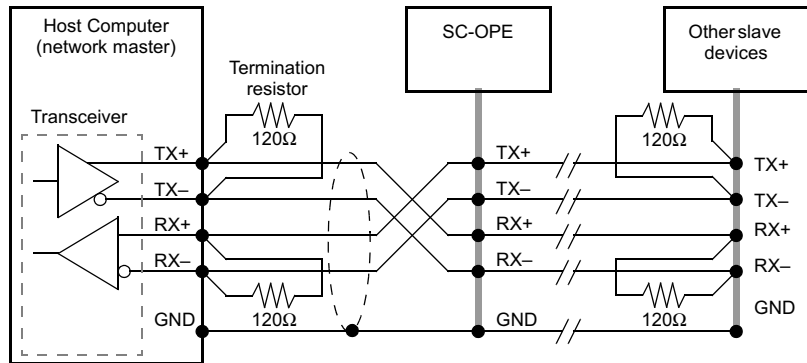 Host Computer
(network master)
SC-OPE
Other slave
devices
Termination
resistor
Transceiver
120Ω
120Ω
TX+
TX+
TX+
TX–
TX–
TX–
RX+
RX+
RX+
RX–
RX–
RX–
GND
GND
GND
120Ω
120Ω